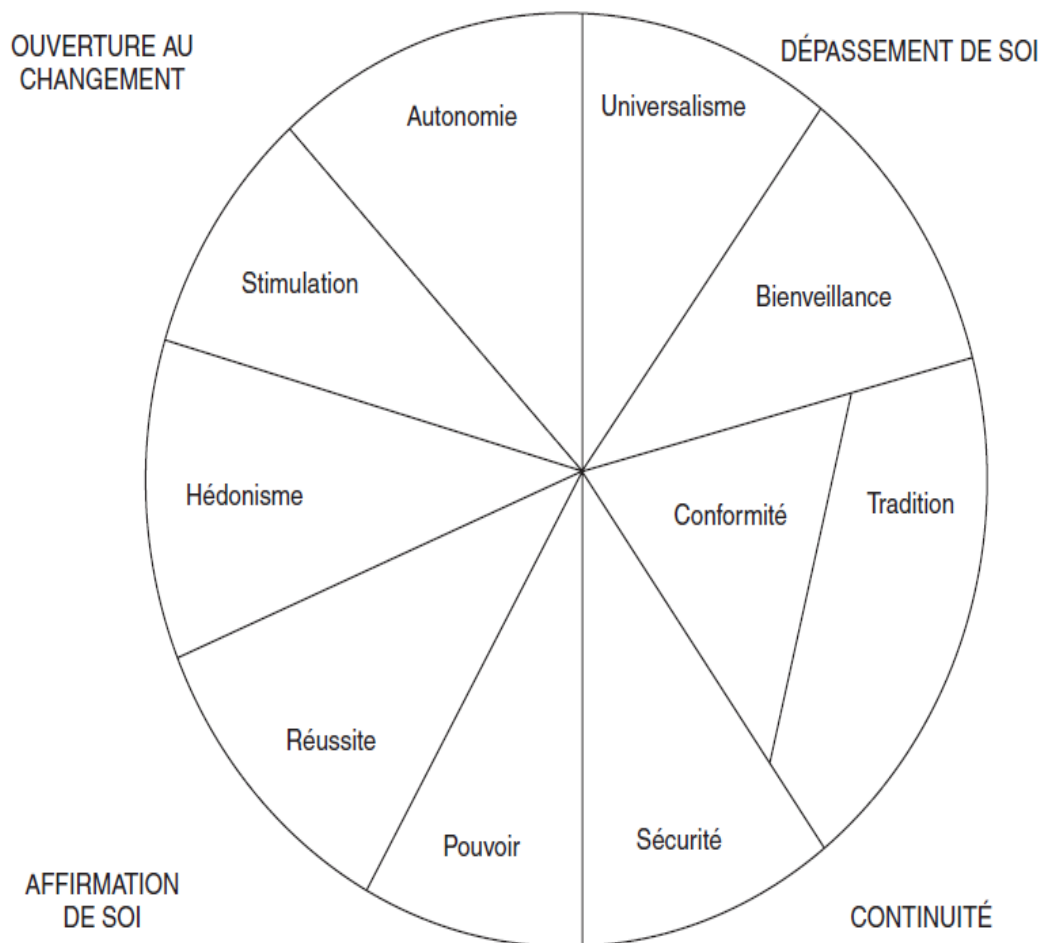 OUVERTURE AU
CHANGEMENT
DÉPASSEMENT DE SOI
Autonomie
Universalisme
Stimulation
Bienveillance
Hédonisme
Conformité
Tradition
Réussite
Pouvoir
Sécurité
AFFIRMATION
DE SOI
CONTINUITÉ